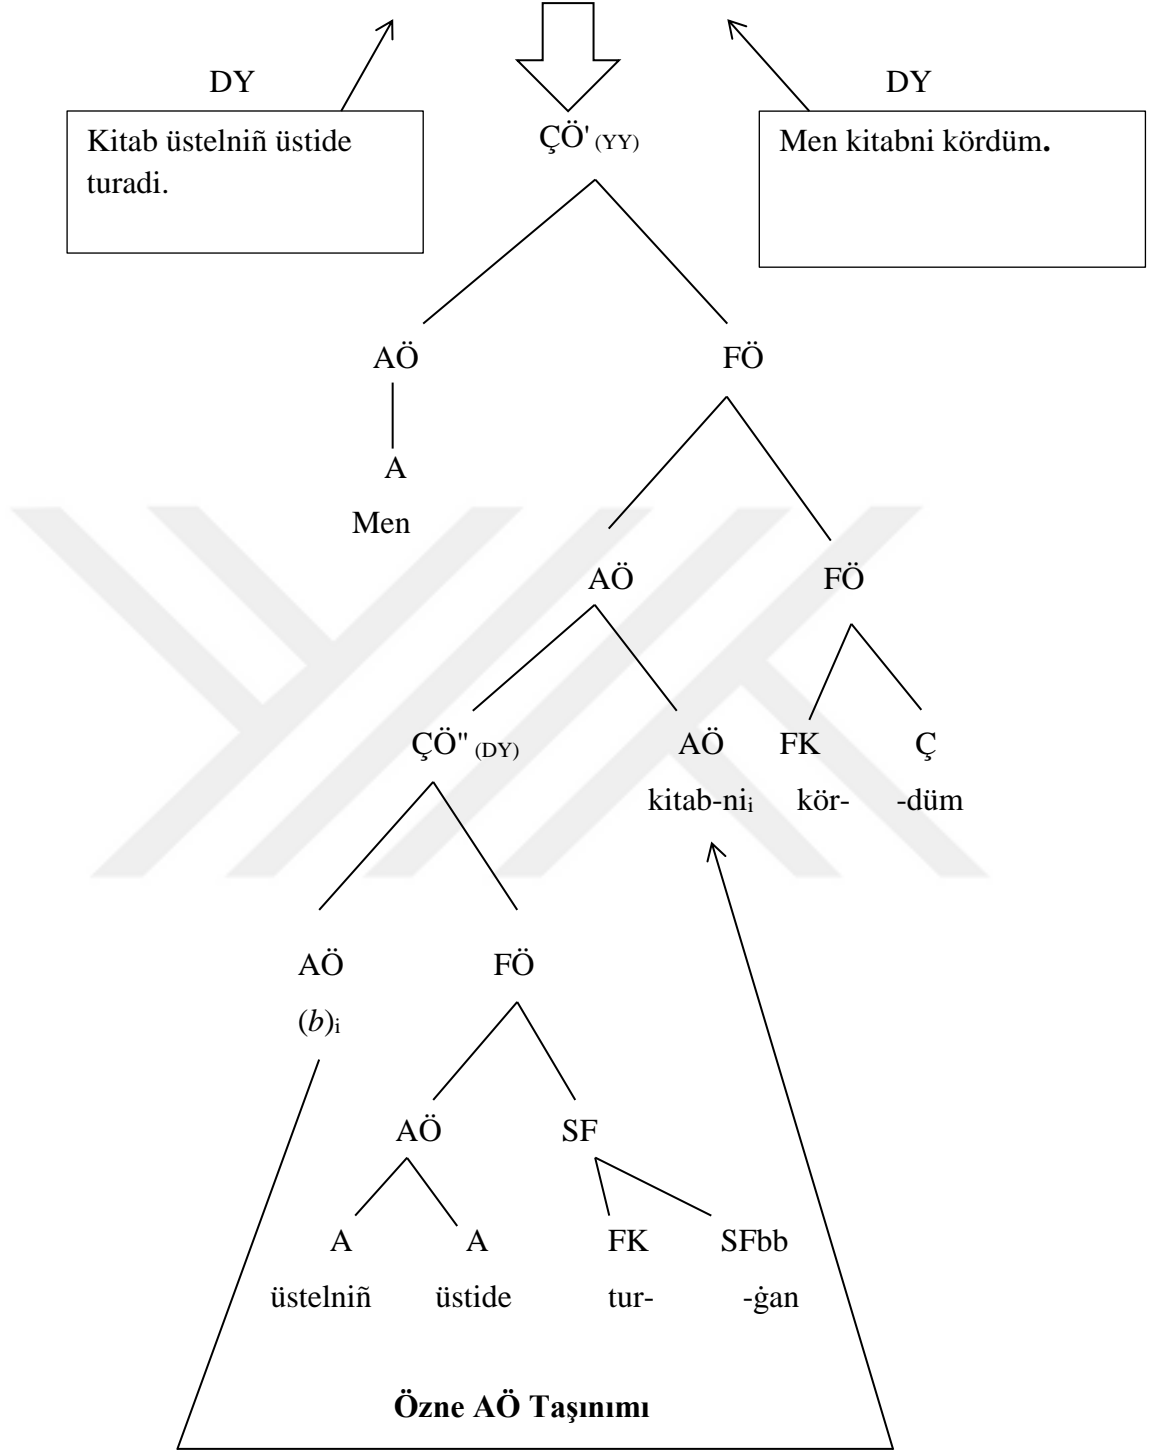 DY DY
Kitab üstelniñ üstide
turadi.
ÇÖ' (YY)
Men kitabni kördüm.
AÖ FÖ
A
Men
AÖ FÖ
ÇÖ" (DY) AÖ FK Ç
kitab-niᵢ kör- -düm
AÖ FÖ
(b)ᵢ
AÖ SF
A A FK SFbb
üstelniñ üstide tur- -ġan
Özne AÖ Taşınımı